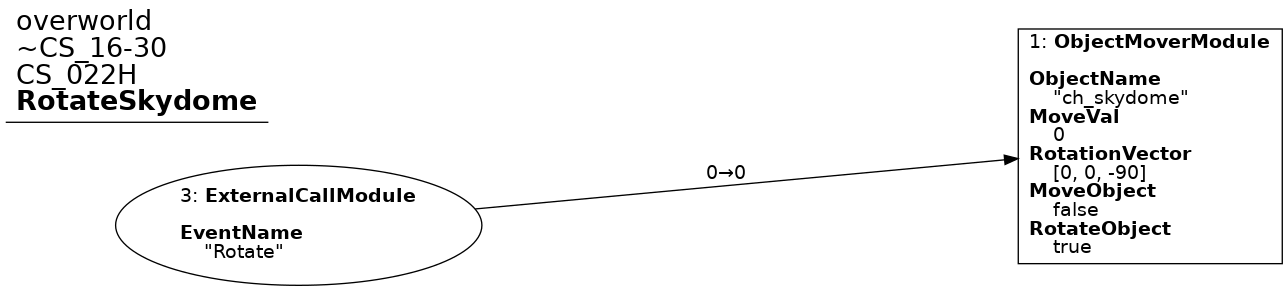 overworld
~CS_16-30
CS_022H
RotateSkydome
3: ExternalCallModule
EventName
"Rotate"
0→0
1: ObjectMoverModule
ObjectName
"ch_skydome"
MoveVal
0
RotationVector
[0, 0, -90]
MoveObject
false
RotateObject
true